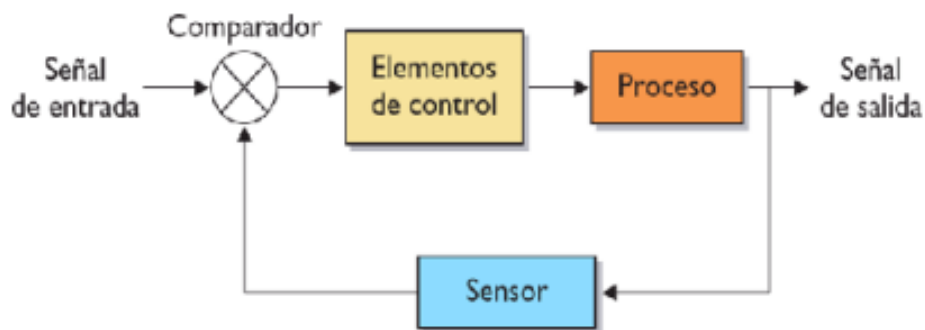 Comparador
Señal
de entrada
Elementos
de control
Proceso
Señal
de salida
Sensor